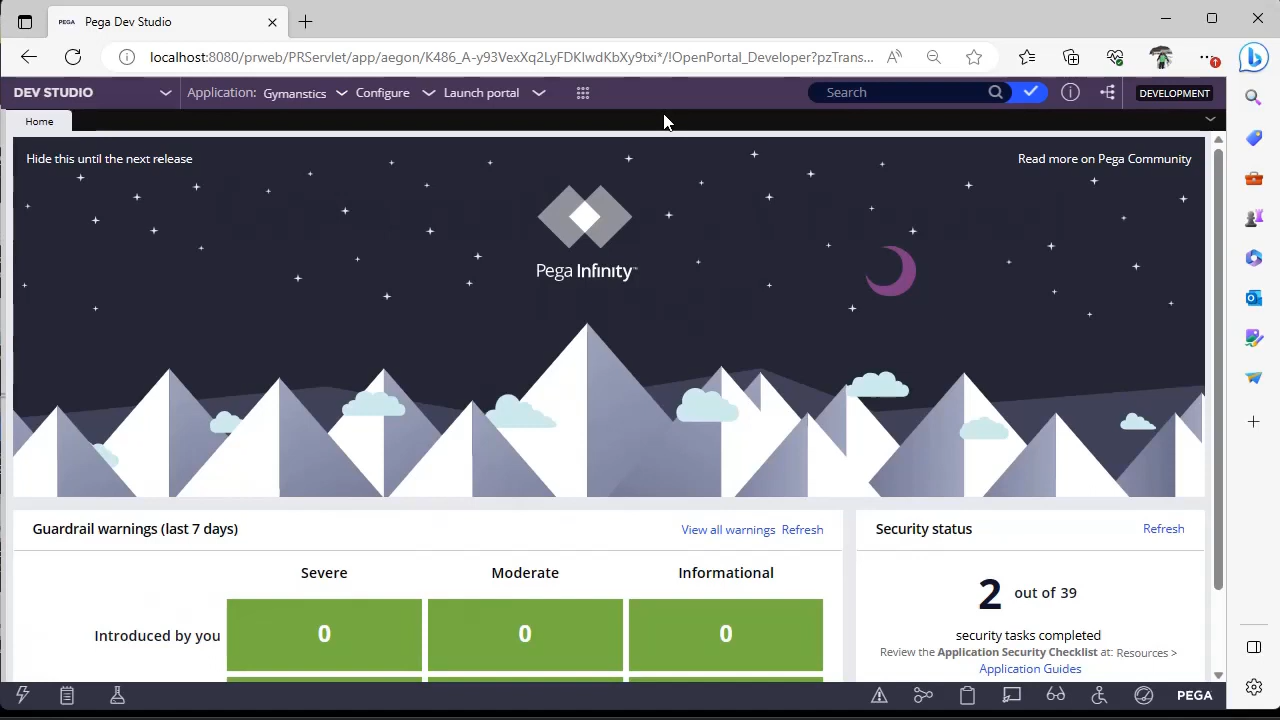 PEGA Pega Dev Studio
localhost:8080/prweb/PRServlet/app/aegon/K486_A-y93VwxXq2LyFDKlwdKbXy9txi*/!OpenPortal_Developer?pzTrans...
DEV STUDIO Application: Gymanstics Configure Launch portal Search DEVELOPMENT
Home
Hide this until the next release Read more on Pega Community
Pega Infinity™
Guardrail warnings (last 7 days) View all warnings Refresh
Severe Moderate Informational
Introduced by you 0 0 0
Security status Refresh
2 out of 39
security tasks completed
Review the Application Security Checklist at: Resources >
Application Guides
PEGA